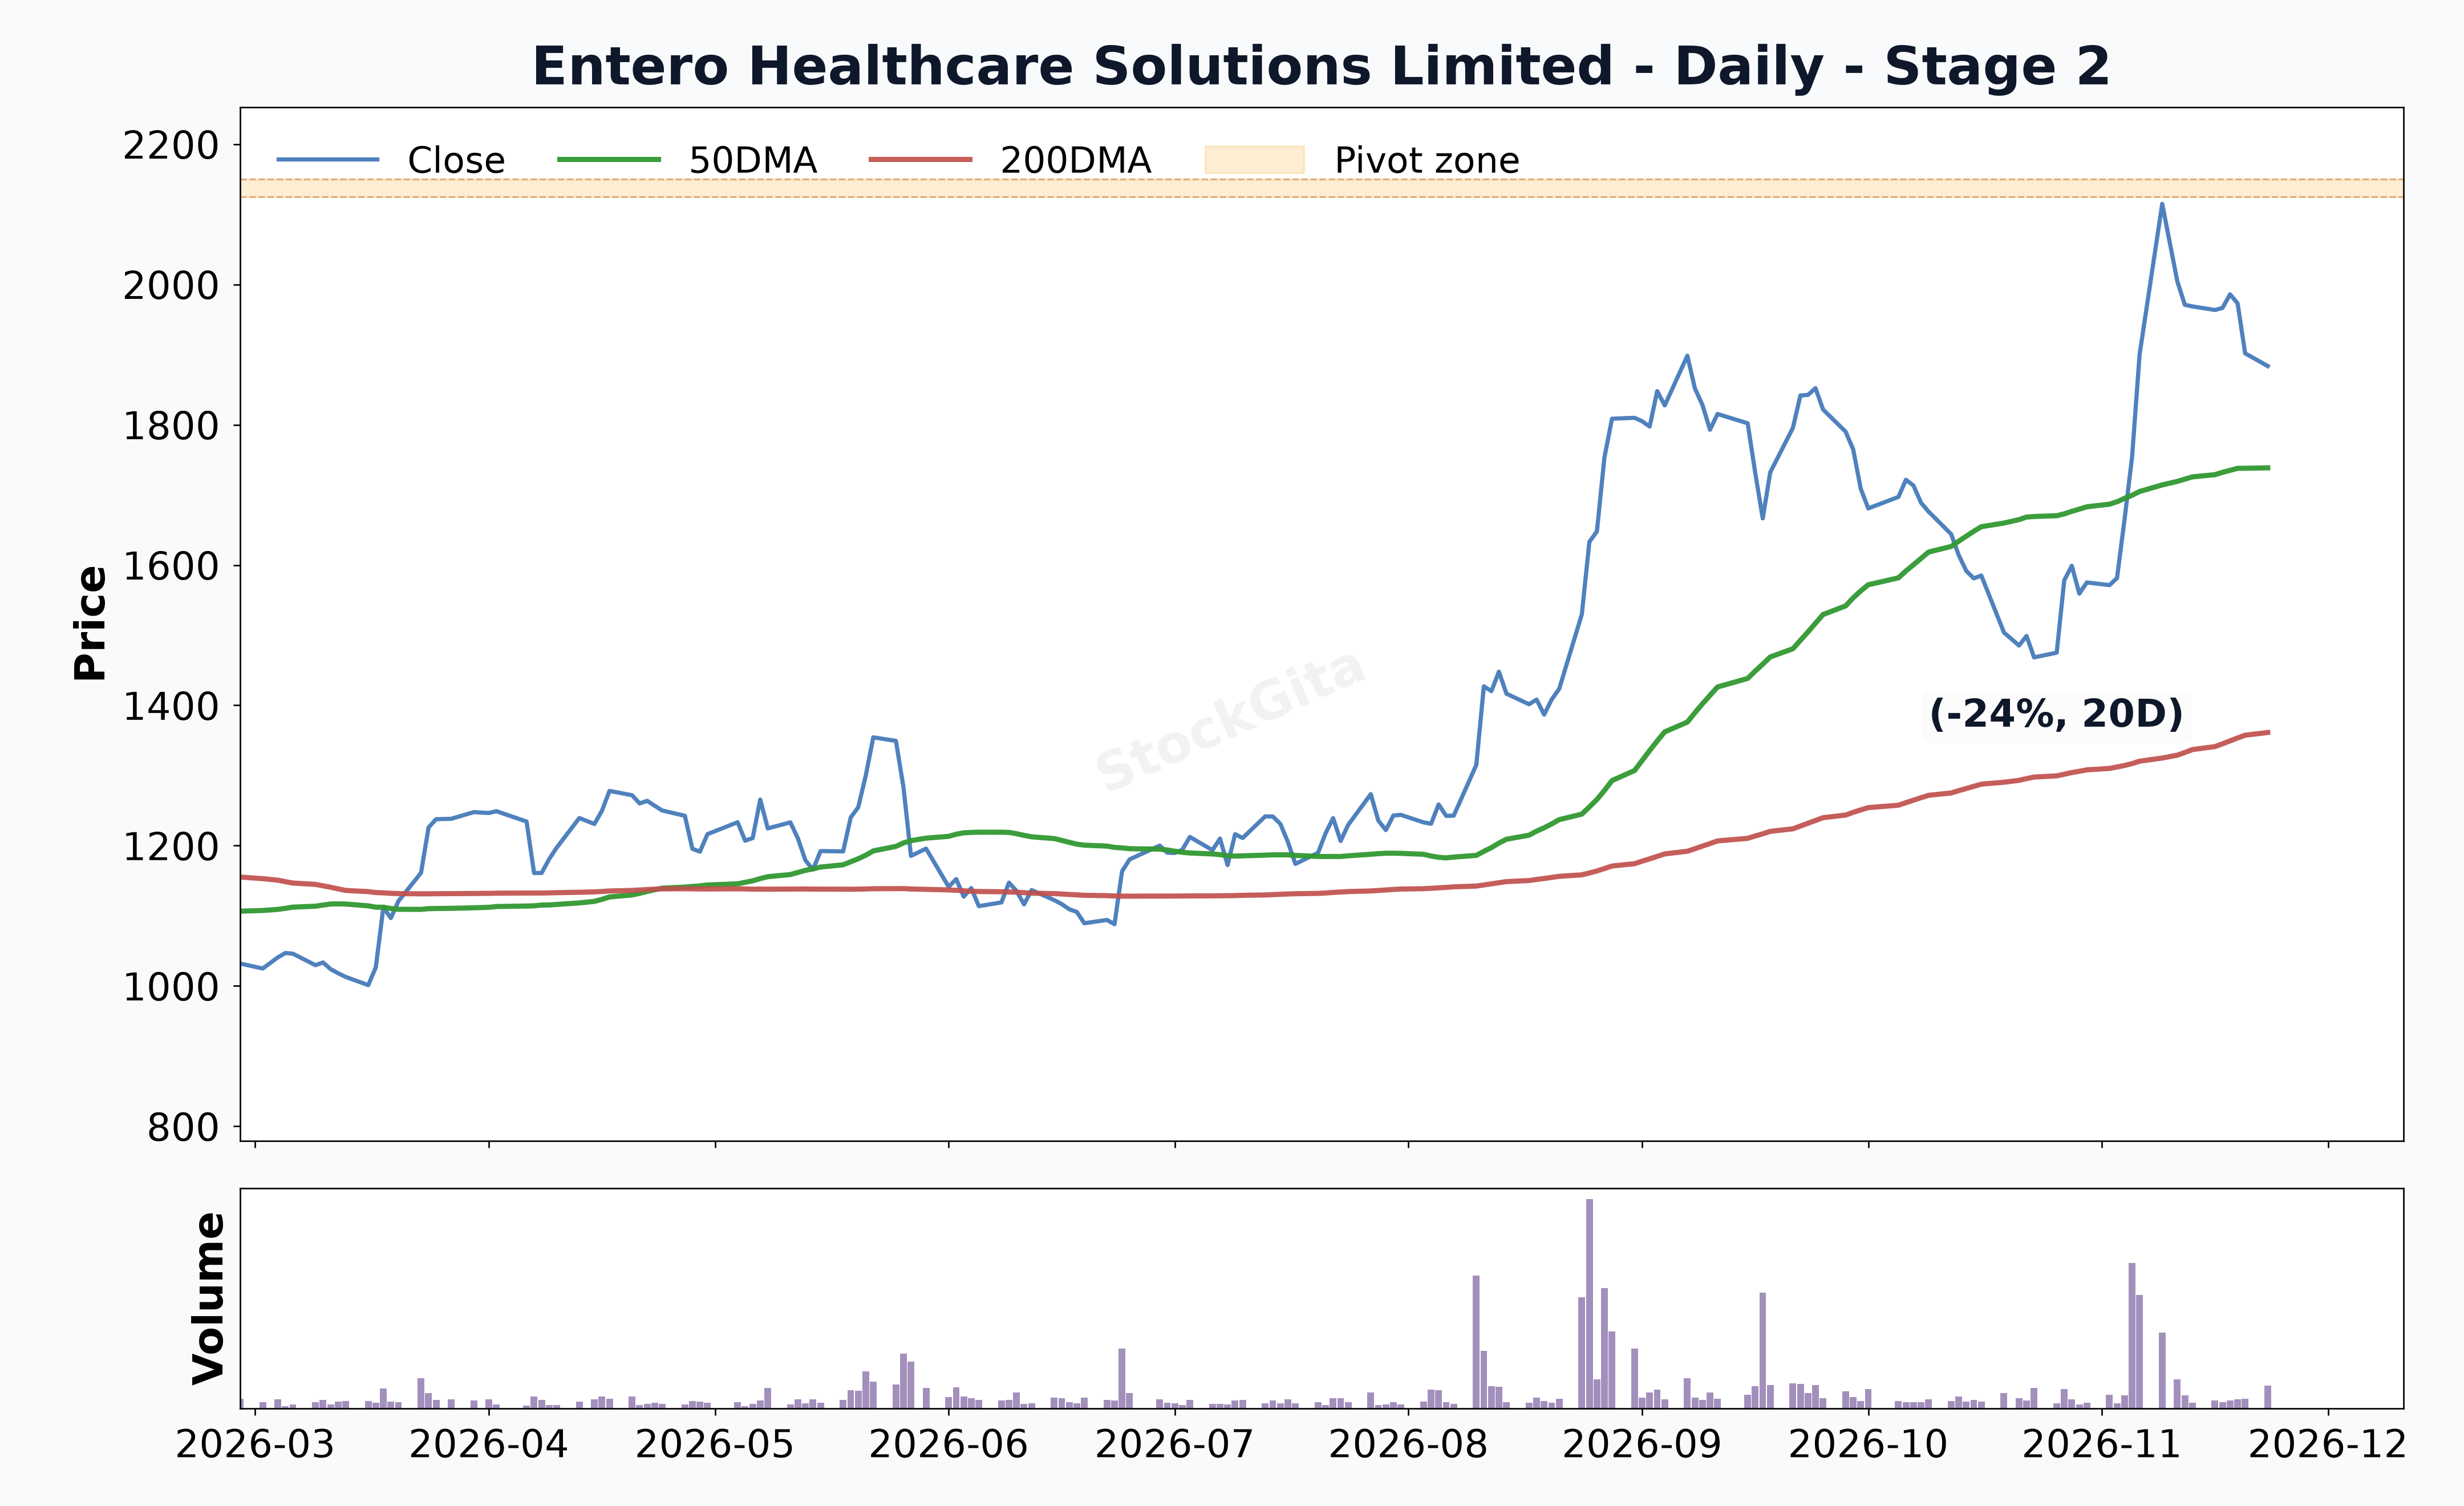 Entero Healthcare Solutions Limited - Daily - Stage 2
Close 50DMA 200DMA Pivot zone
2200
2000
1800
1600
1400
1200
1000
800
Price
StockGita
(-24%, 20D)
Volume
2026-03 2026-04 2026-05 2026-06 2026-07 2026-08 2026-09 2026-10 2026-11 2026-12